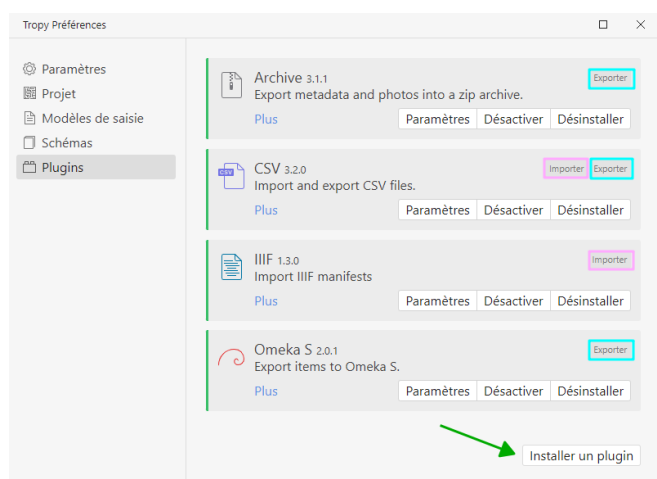 Tropy Préférences
Paramètres
Projet
Modèles de saisie
Schémas
Plugins
Archive 3.1.1
Exporter
Export metadata and photos into a zip archive.
Plus
Paramètres Désactiver Désinstaller
CSV
CSV 3.2.0
Importer Exporter
Import and export CSV files.
Plus
Paramètres Désactiver Désinstaller
IIIF 1.3.0
Importer
Import IIIF manifests
Plus
Paramètres Désactiver Désinstaller
Omeka S 2.0.1
Exporter
Export items to Omeka S.
Plus
Paramètres Désactiver Désinstaller
Installer un plugin